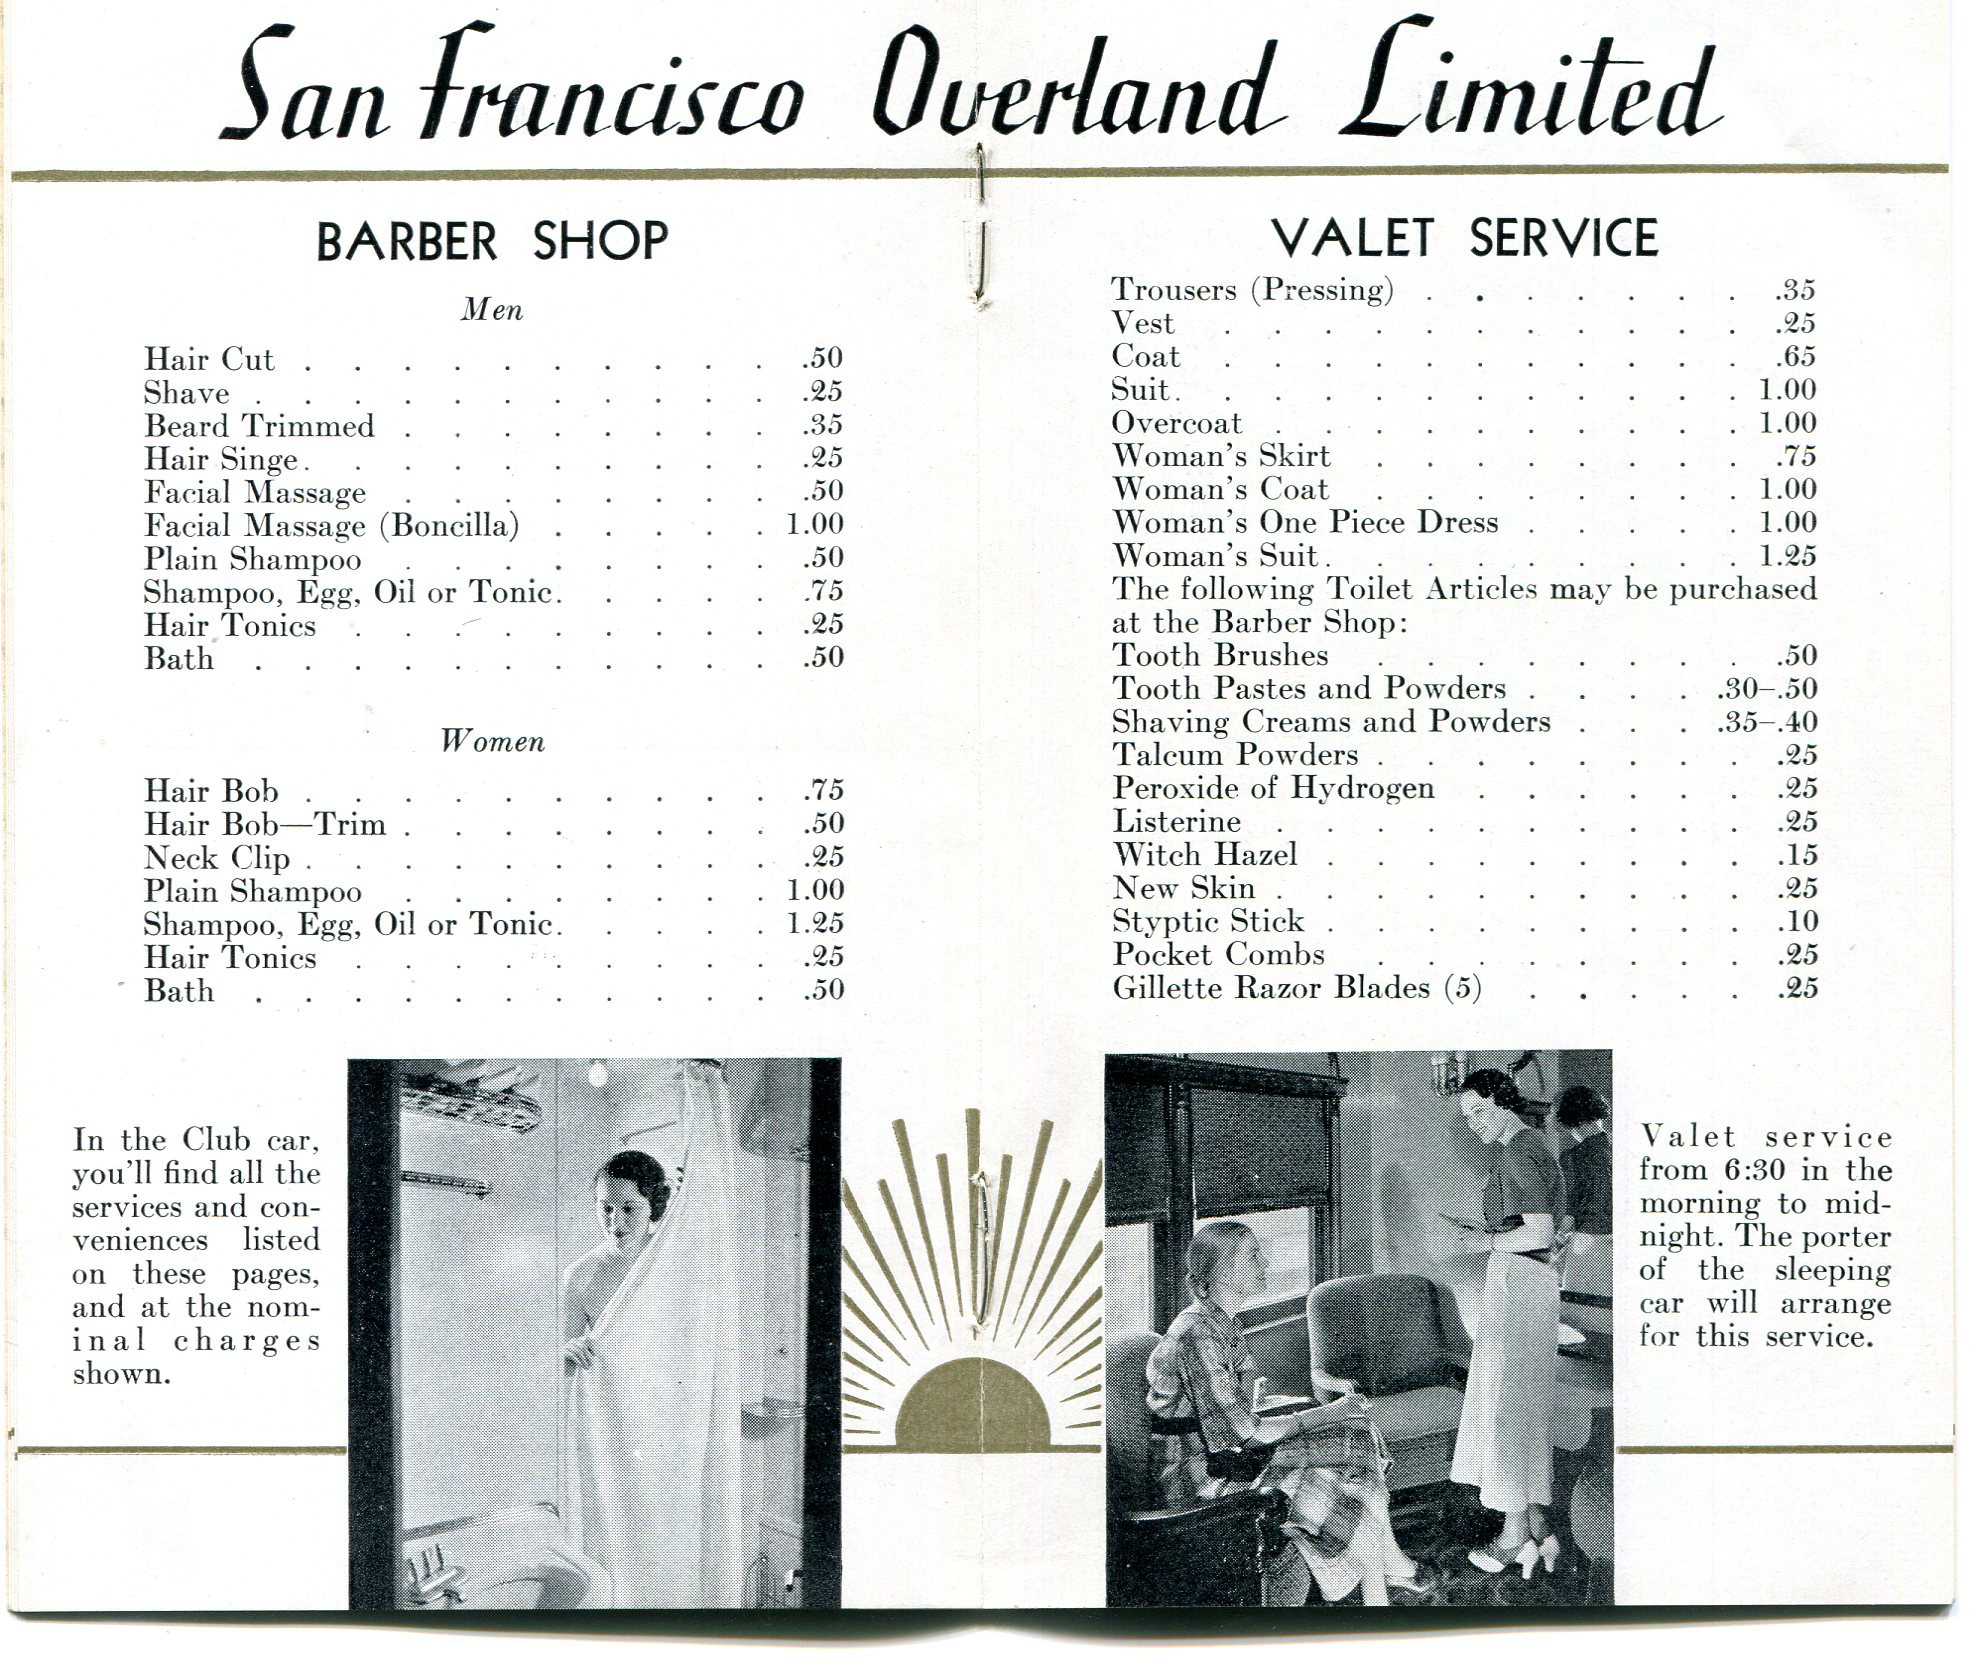 San Francisco Overland Limited
BARBER SHOP
Men
Hair Cut . . . . . . . . . . .50
Shave . . . . . . . . . . . .25
Beard Trimmed . . . . . . . . .35
Hair Singe. . . . . . . . . . .25
Facial Massage . . . . . . . . .50
Facial Massage (Boncilla) . . . . . 1.00
Plain Shampoo . . . . . . . . .50
Shampoo, Egg, Oil or Tonic. . . . . .75
Hair Tonics . . . . . . . . . .25
Bath . . . . . . . . . . . .50
Women
Hair Bob . . . . . . . . . . .75
Hair Bob—Trim . . . . . . . . .50
Neck Clip . . . . . . . . . . .25
Plain Shampoo . . . . . . . . 1.00
Shampoo, Egg, Oil or Tonic. . . . . 1.25
Hair Tonics . . . . . . . . . .25
Bath . . . . . . . . . . . .50
In the Club car,
you'll find all the
services and con-
veniences listed
on these pages,
and at the nom-
inal charges
shown.
VALET SERVICE
Trousers (Pressing) . . . . . . . .35
Vest . . . . . . . . . . . .25
Coat . . . . . . . . . . . .65
Suit. . . . . . . . . . . . 1.00
Overcoat . . . . . . . . . . 1.00
Woman's Skirt . . . . . . . . .75
Woman's Coat . . . . . . . . 1.00
Woman's One Piece Dress . . . . . 1.00
Woman's Suit. . . . . . . . . 1.25
The following Toilet Articles may be purchased
at the Barber Shop:
Tooth Brushes . . . . . . . . .50
Tooth Pastes and Powders . . . . .30–.50
Shaving Creams and Powders . . . .35–.40
Talcum Powders . . . . . . . . .25
Peroxide of Hydrogen . . . . . . .25
Listerine . . . . . . . . . . .25
Witch Hazel . . . . . . . . . .15
New Skin . . . . . . . . . . .25
Styptic Stick . . . . . . . . . .10
Pocket Combs . . . . . . . . .25
Gillette Razor Blades (5) . . . . . .25
Valet service
from 6:30 in the
morning to mid-
night. The porter
of the sleeping
car will arrange
for this service.